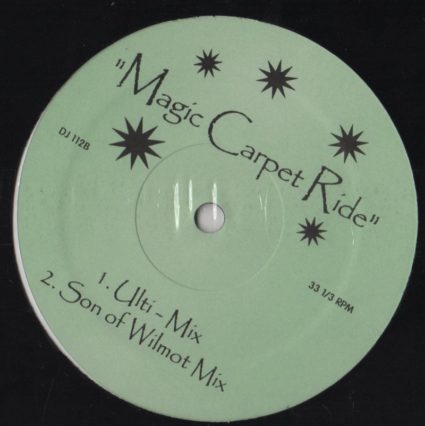 "Magic Carpet Ride"
DJ 112B
33 1/3 RPM
1. Ulti - Mix
2. Son of Wilmot Mix